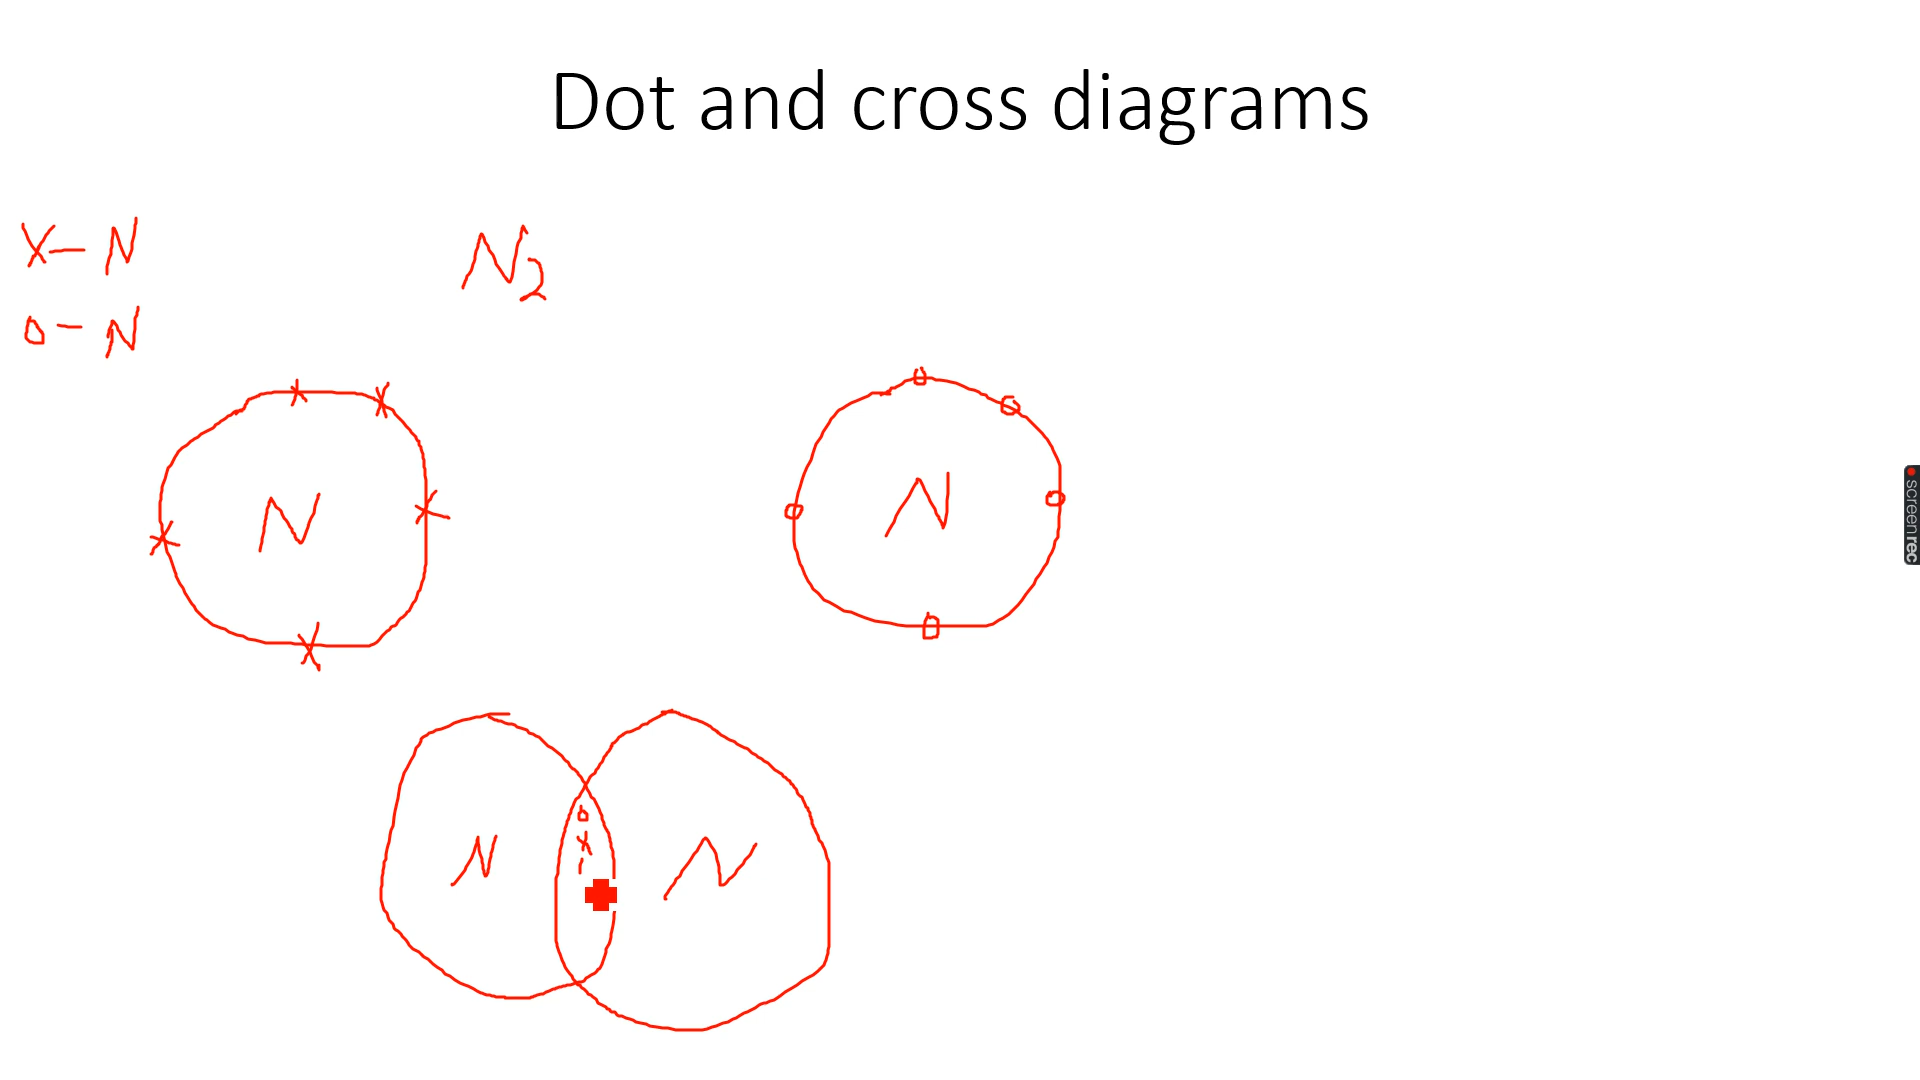 Dot and cross diagrams
X – N
N2
o – N
N
N
N
N
screenrec